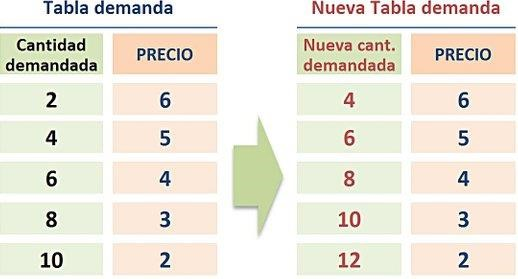 Tabla demanda
Cantidad demandada PRECIO
2 6
4 5
6 4
8 3
10 2
Nueva Tabla demanda
Nueva cant. demandada PRECIO
4 6
6 5
8 4
10 3
12 2